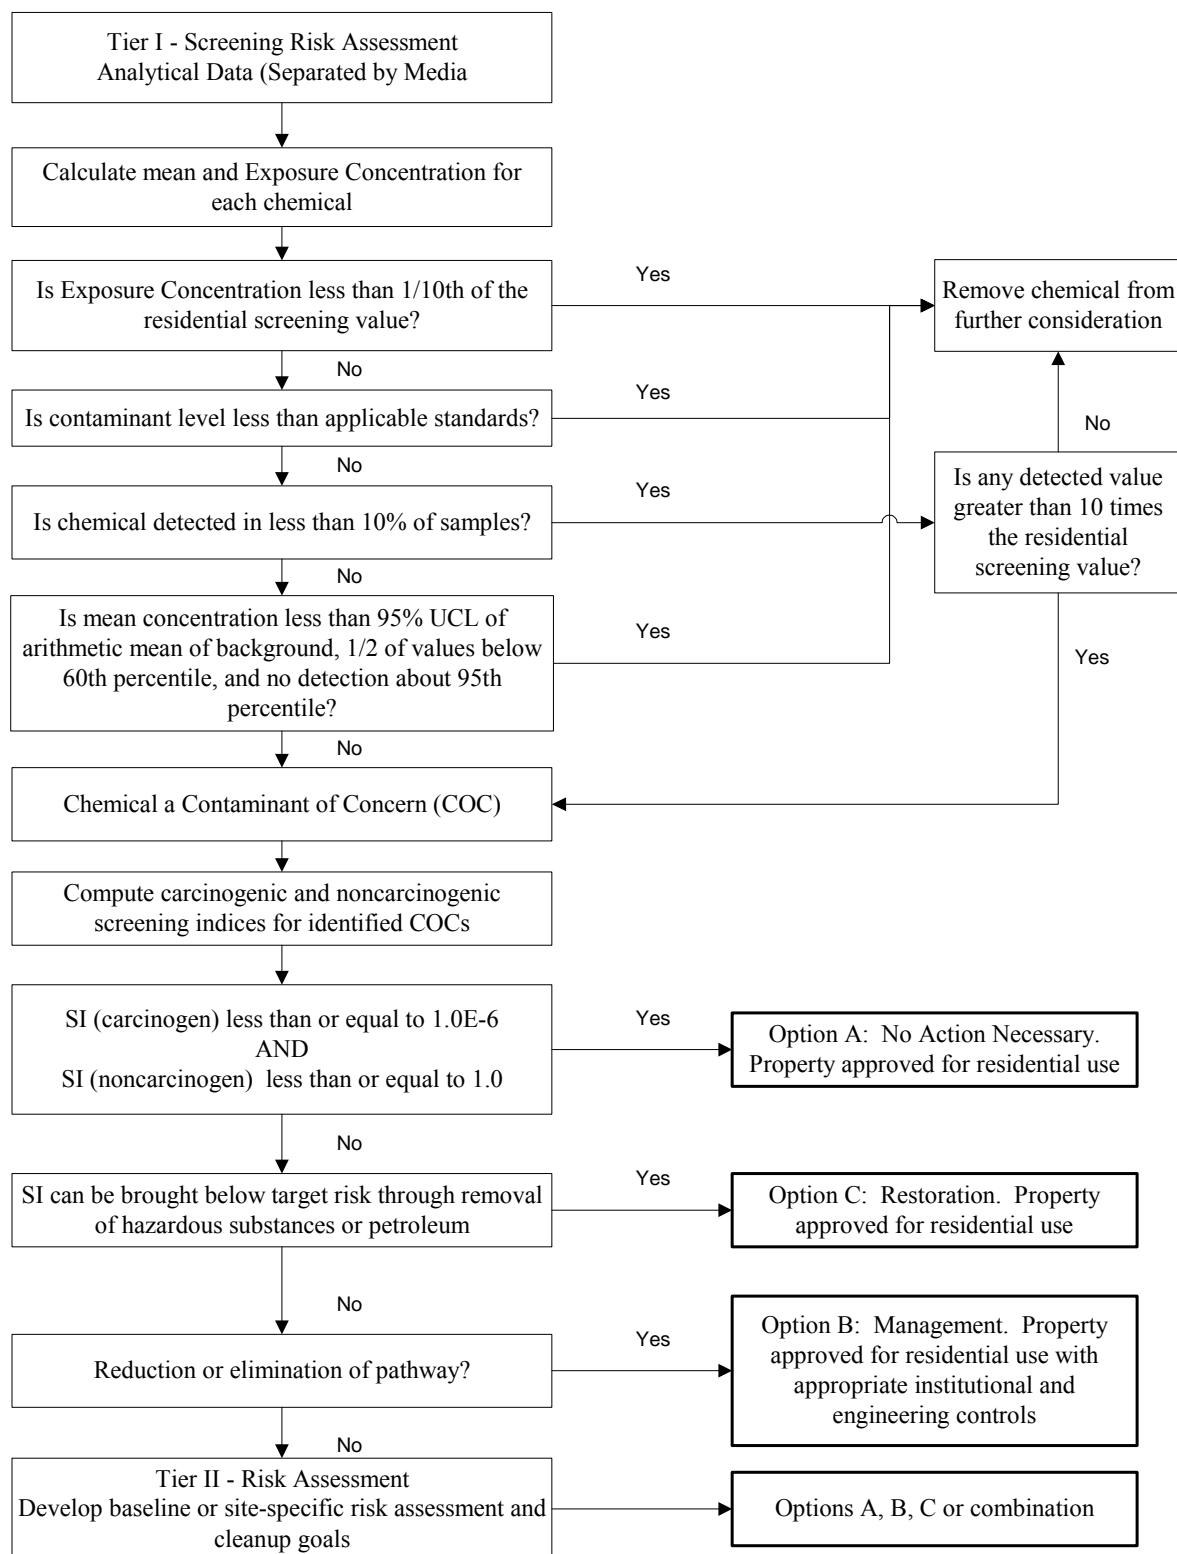 Tier I - Screening Risk Assessment
Analytical Data (Separated by Media
Calculate mean and Exposure Concentration for
each chemical
Is Exposure Concentration less than 1/10th of the
residential screening value?
Yes
Remove chemical from
further consideration
No
Is contaminant level less than applicable standards?
Yes
No
No
Is chemical detected in less than 10% of samples?
Yes
Is any detected value
greater than 10 times
the residential
screening value?
No
Is mean concentration less than 95% UCL of
arithmetic mean of background, 1/2 of values below
60th percentile, and no detection about 95th
percentile?
Yes
Yes
No
Chemical a Contaminant of Concern (COC)
Compute carcinogenic and noncarcinogenic
screening indices for identified COCs
SI (carcinogen) less than or equal to 1.0E-6
AND
SI (noncarcinogen)  less than or equal to 1.0
Yes
Option A:  No Action Necessary.
Property approved for residential use
No
SI can be brought below target risk through removal
of hazardous substances or petroleum
Yes
Option C:  Restoration.  Property
approved for residential use
No
Reduction or elimination of pathway?
Yes
Option B:  Management.  Property
approved for residential use with
appropriate institutional and
engineering controls
No
Tier II - Risk Assessment
Develop baseline or site-specific risk assessment and
cleanup goals
Options A, B, C or combination